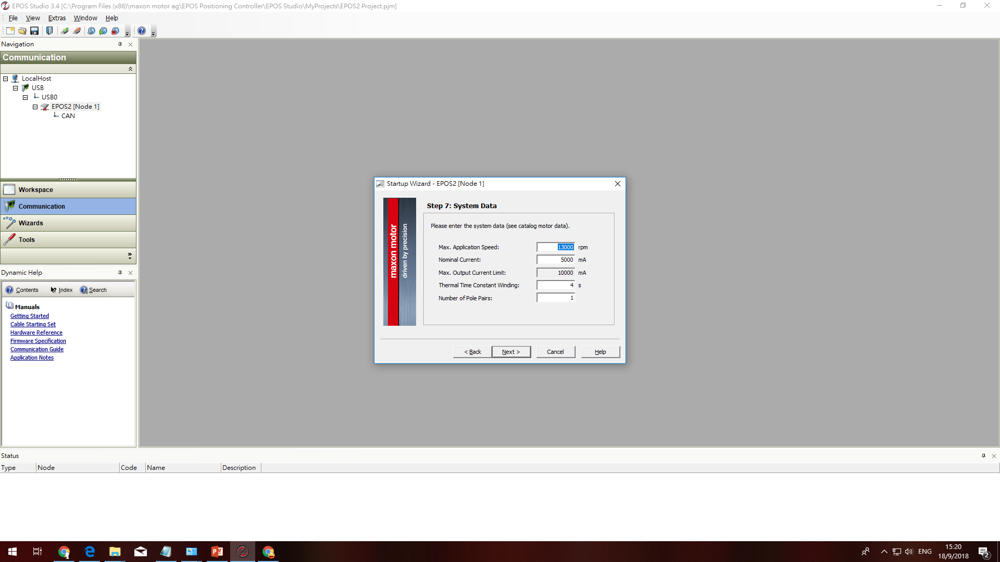 EPOS Studio 3.4 [C:\Program Files (x86)\maxon motor ag\EPOS Positioning Controller\EPOS Studio\MyProjects\EPOS2 Project.pjm]
File View Extras Window Help
Navigation
Communication
LocalHost
USB
USB0
EPOS2 [Node 1]
CAN
Workspace
Communication
Wizards
Tools
Dynamic Help
Contents Index Search
Manuals
Getting Started
Cable Starting Set
Hardware Reference
Firmware Specification
Communication Guide
Application Notes
Startup Wizard - EPOS2 [Node 1]
maxon motor
driven by precision
Step 7: System Data
Please enter the system data (see catalog motor data).
Max. Application Speed: 13000 rpm
Nominal Current: 5000 mA
Max. Output Current Limit: 10000 mA
Thermal Time Constant Winding: 4 s
Number of Pole Pairs: 1
< Back Next > Cancel Help
Status
Type Node Code Name Description
ENG
15:20
18/9/2018
2